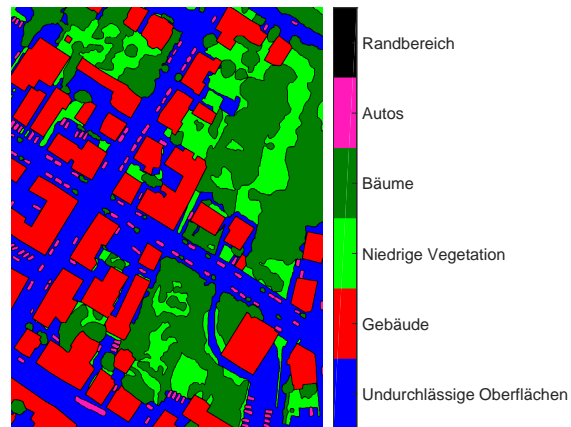 Randbereich
Autos
Bäume
Niedrige Vegetation
Gebäude
Undurchlässige Oberflächen